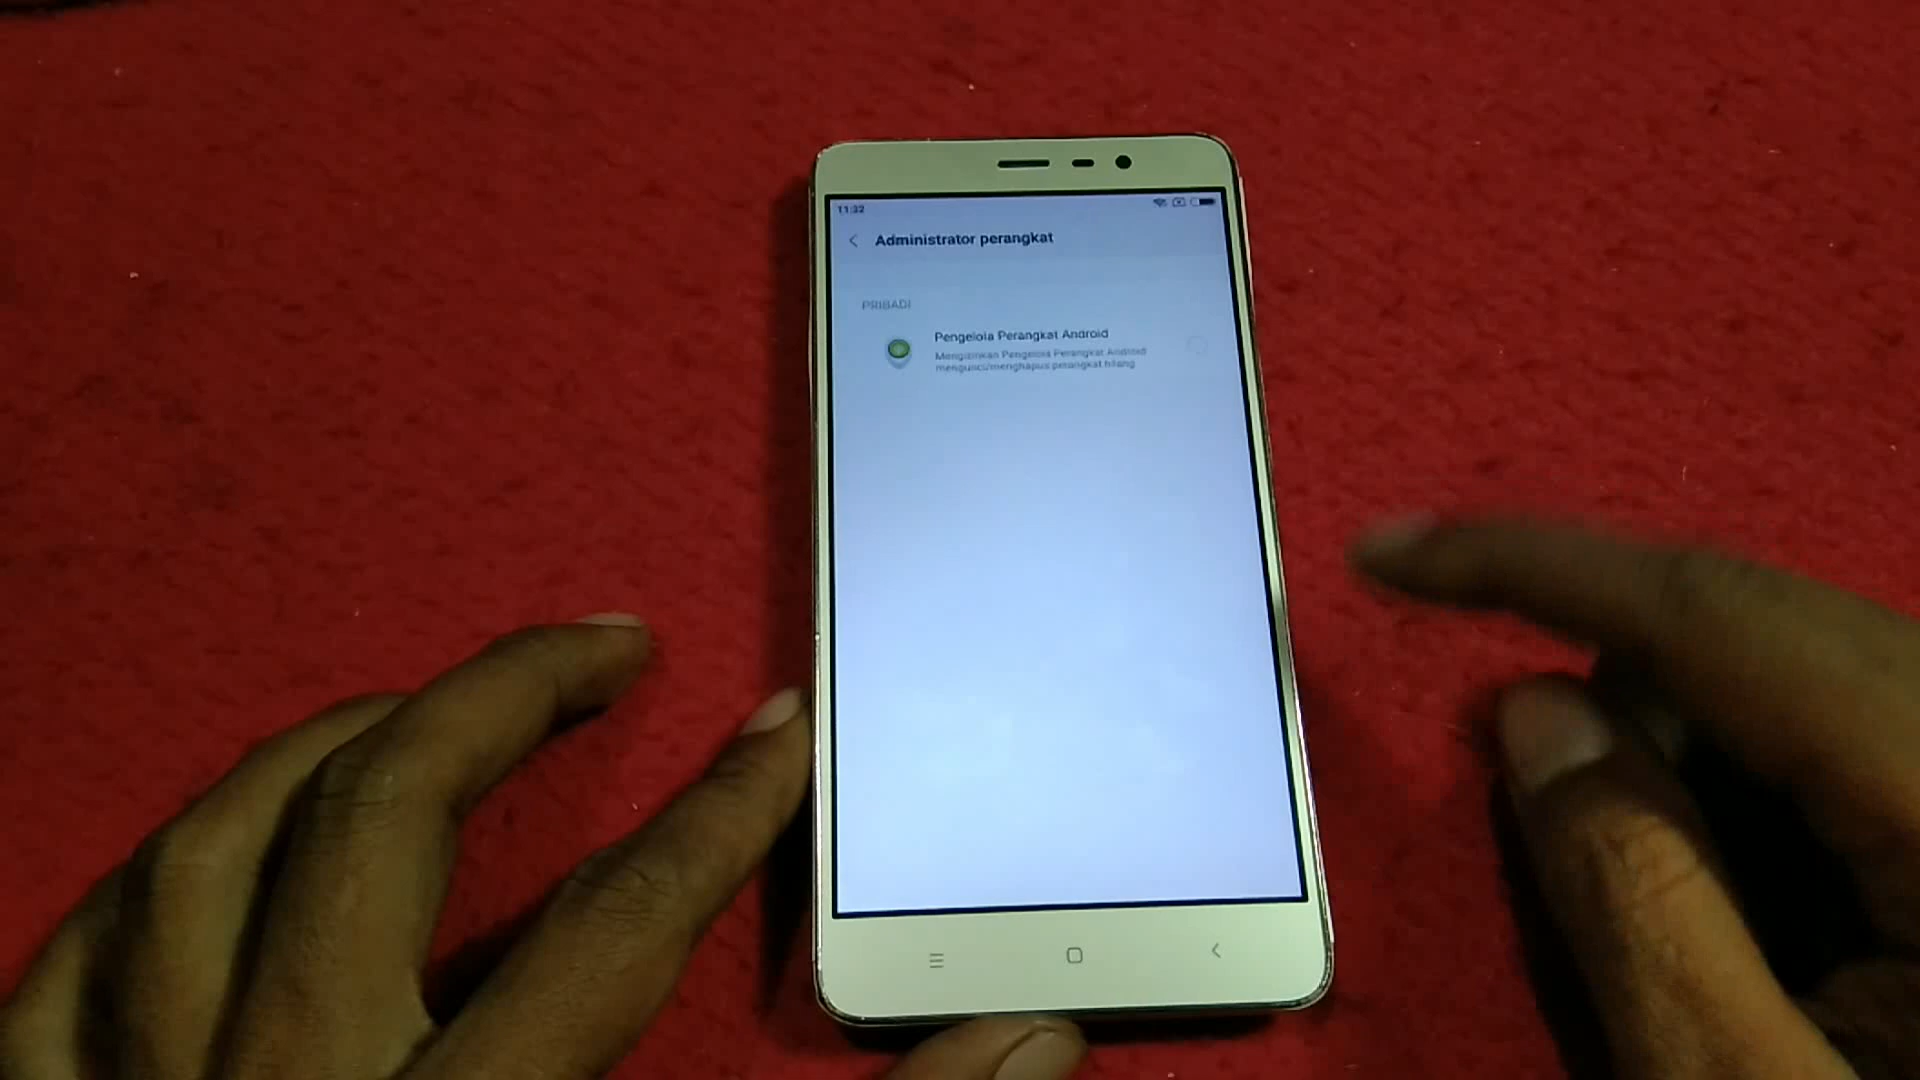 11:32
Administrator perangkat
PRIBADI
Pengelola Perangkat Android
Mengizinkan Pengelola Perangkat Android
mengunci/menghapus perangkat hilang